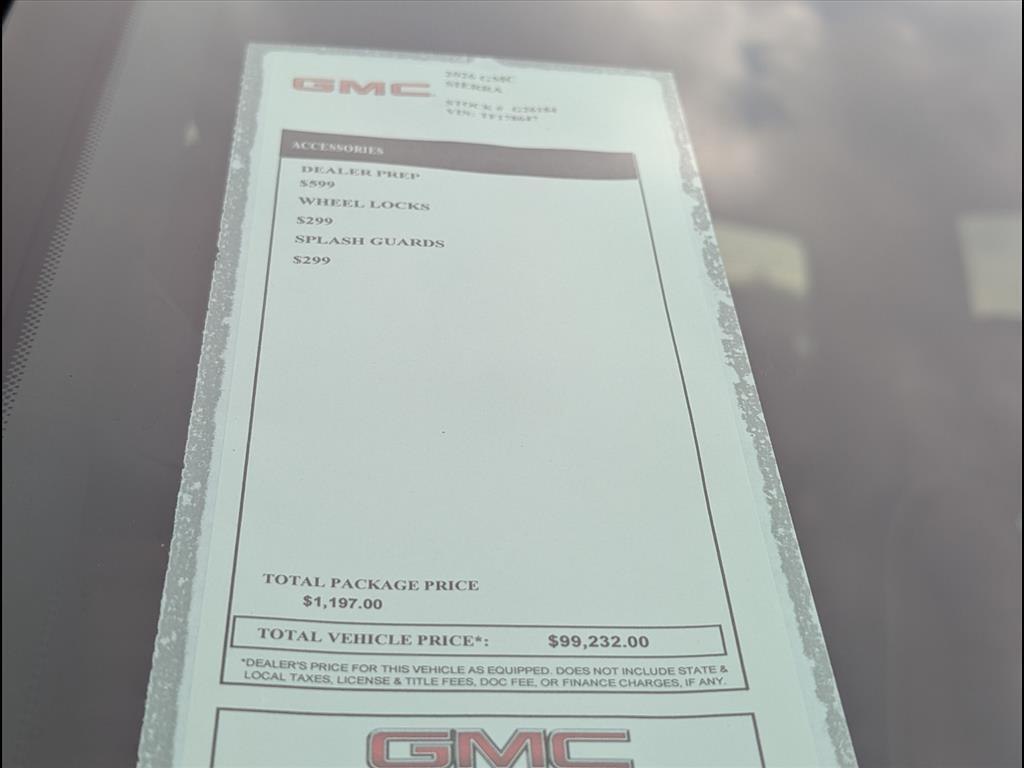 GMC
2026 GMC
SIERRA
STOCK #
VIN:
ACCESSORIES
DEALER PREP
$599
WHEEL LOCKS
$299
SPLASH GUARDS
$299
TOTAL PACKAGE PRICE
$1,197.00
TOTAL VEHICLE PRICE*: $99,232.00
*DEALER'S PRICE FOR THIS VEHICLE AS EQUIPPED. DOES NOT INCLUDE STATE &
LOCAL TAXES, LICENSE & TITLE FEES, DOC FEE, OR FINANCE CHARGES, IF ANY.
GMC